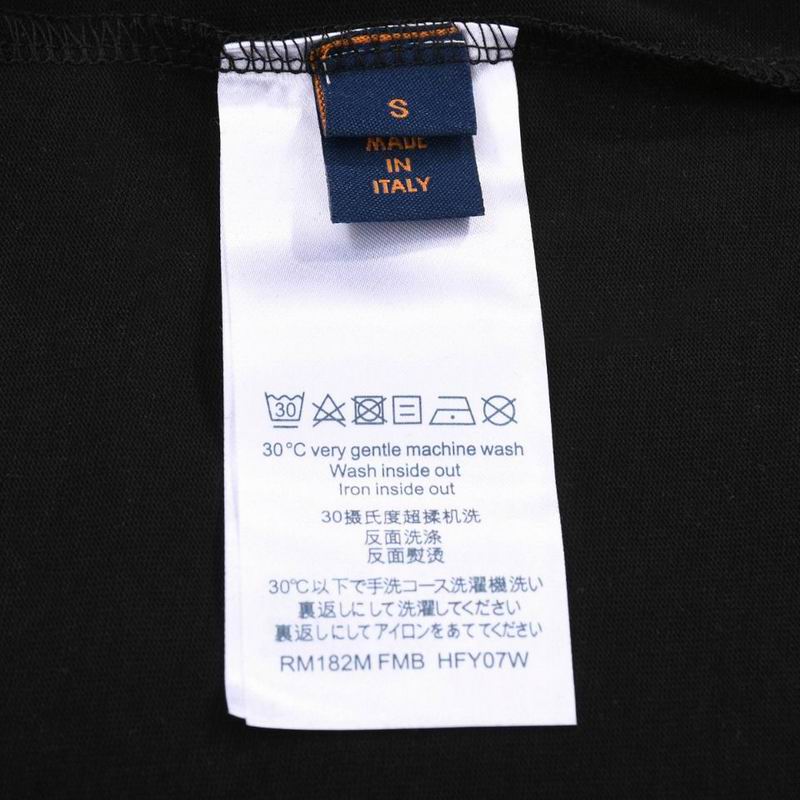 S
MADE
IN
ITALY
30
30°C very gentle machine wash
Wash inside out
Iron inside out
30摄氏度超揉机洗
反面洗涤
反面熨烫
30℃以下で手洗コース洗濯機洗い
裏返しにして洗濯してください
裏返しにしてアイロンをあててください
RM182M FMB HFY07W